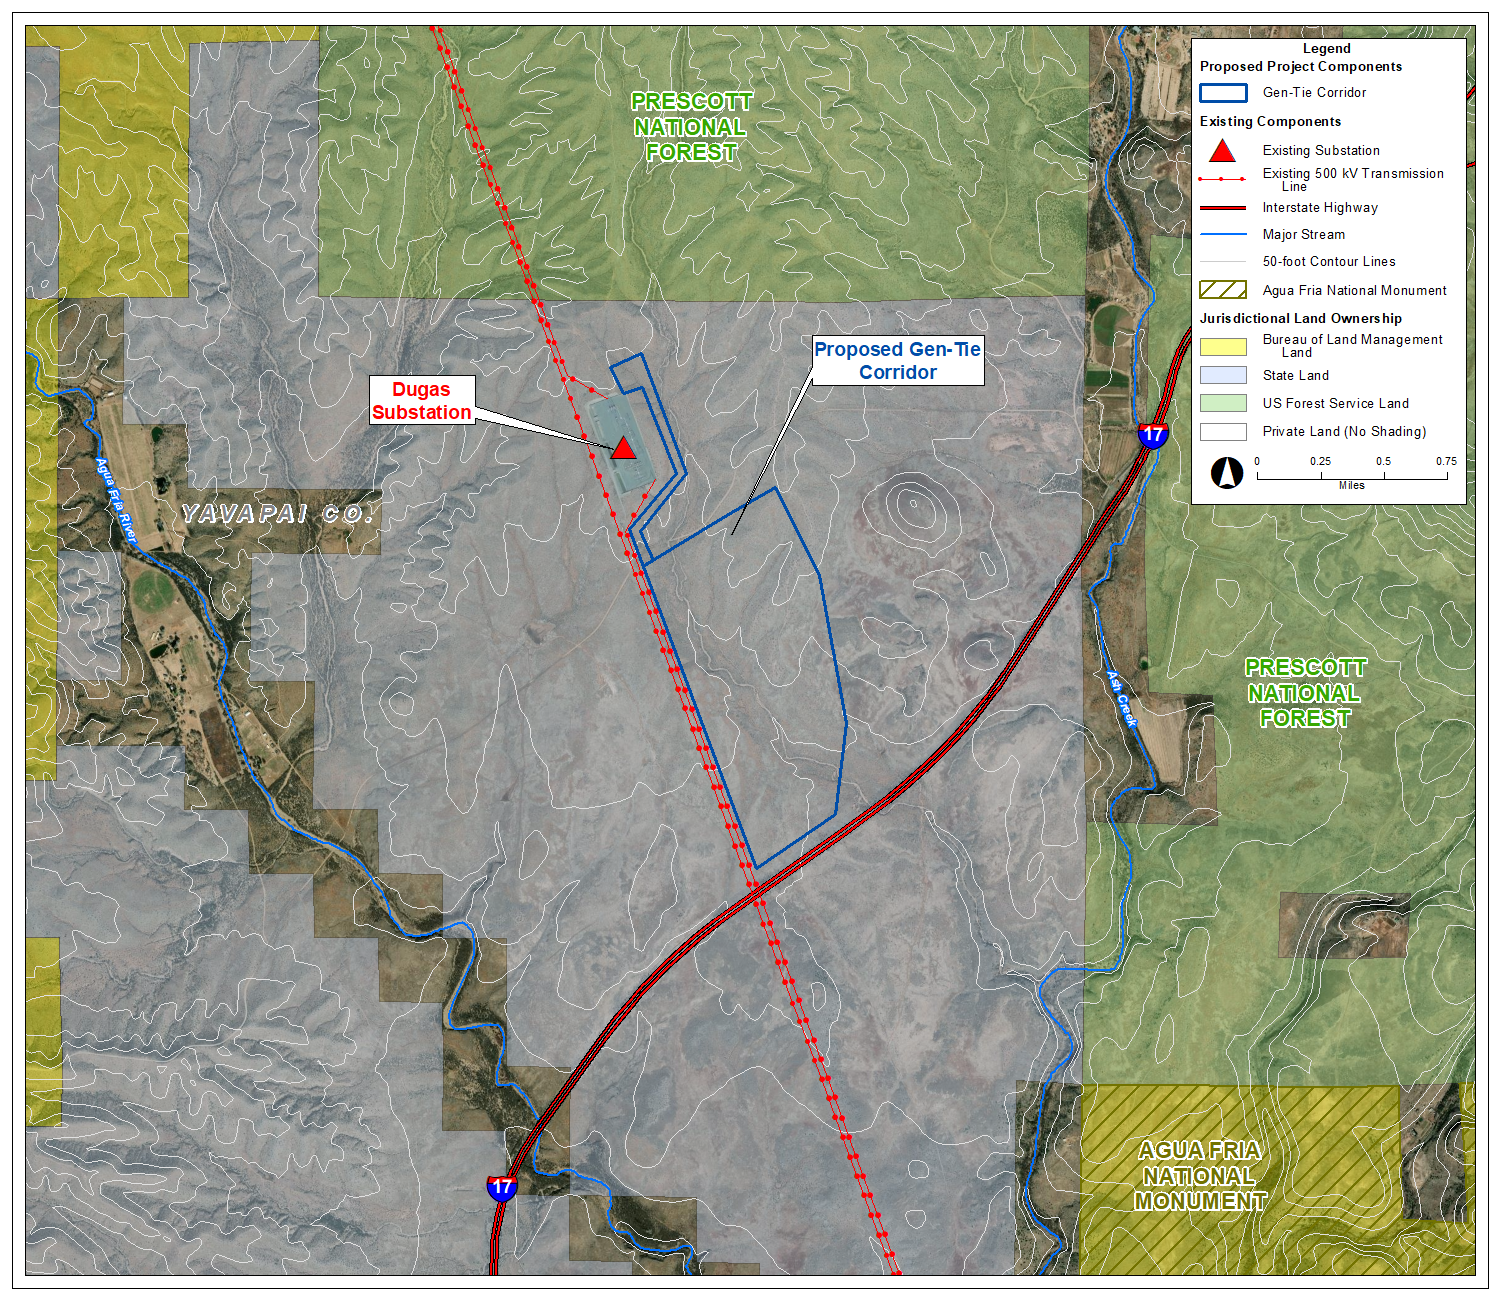 PRESCOTT
NATIONAL
FOREST
Legend
Proposed Project Components
Gen-Tie Corridor
Existing Components
Existing Substation
Existing 500 kV Transmission
Line
Interstate Highway
Major Stream
50-foot Contour Lines
Agua Fria National Monument
Jurisdictional Land Ownership
Bureau of Land Management
Land
State Land
US Forest Service Land
Private Land (No Shading)
0 0.25 0.5 0.75
Miles
Proposed Gen-Tie
Corridor
Dugas
Substation
17
Agua Fria River
YAVAPAI CO.
PRESCOTT
NATIONAL
FOREST
Ash Creek
AGUA FRIA
NATIONAL
MONUMENT
17